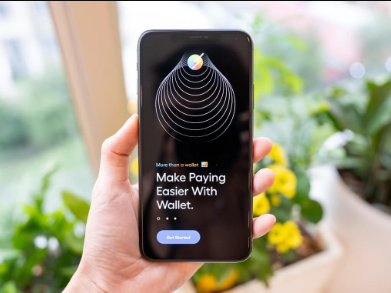 More than a wallet
Make Paying
Easier With
Wallet.
Get Started